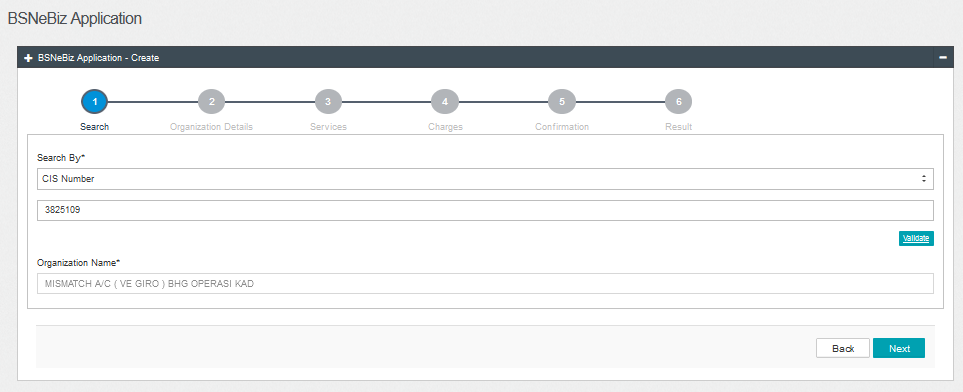 BSNeBiz Application
BSNeBiz Application - Create
1 2 3 4 5 6
Search Organization Details Services Charges Confirmation Result
Search By*
CIS Number
3825109
Validate
Organization Name*
MISMATCH A/C ( VE GIRO ) BHG OPERASI KAD
Back Next